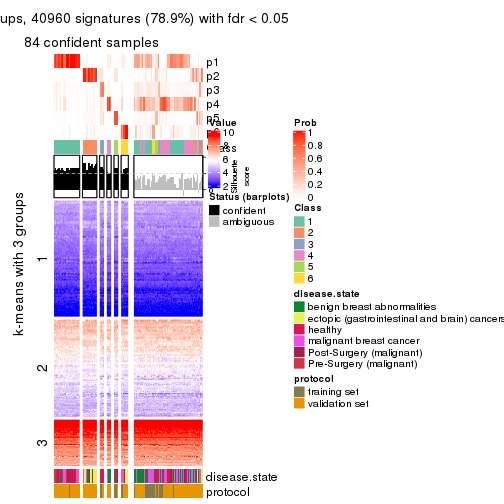 ups, 40960 signatures (78.9%) with fdr < 0.05
84 confident samples
p1
p2
p3
p4
p5
Class
Silhouette
score
k-means with 3 groups
1
2
3
disease.state
protocol
Value
10
8
6
4
2
Status (barplots)
confident
ambiguous
Prob
1
0.8
0.6
0.4
0.2
0
Class
1
2
3
4
5
6
disease.state
benign breast abnormalities
ectopic (gastrointestinal and brain) cancers
healthy
malignant breast cancer
Post-Surgery (malignant)
Pre-Surgery (malignant)
protocol
training set
validation set